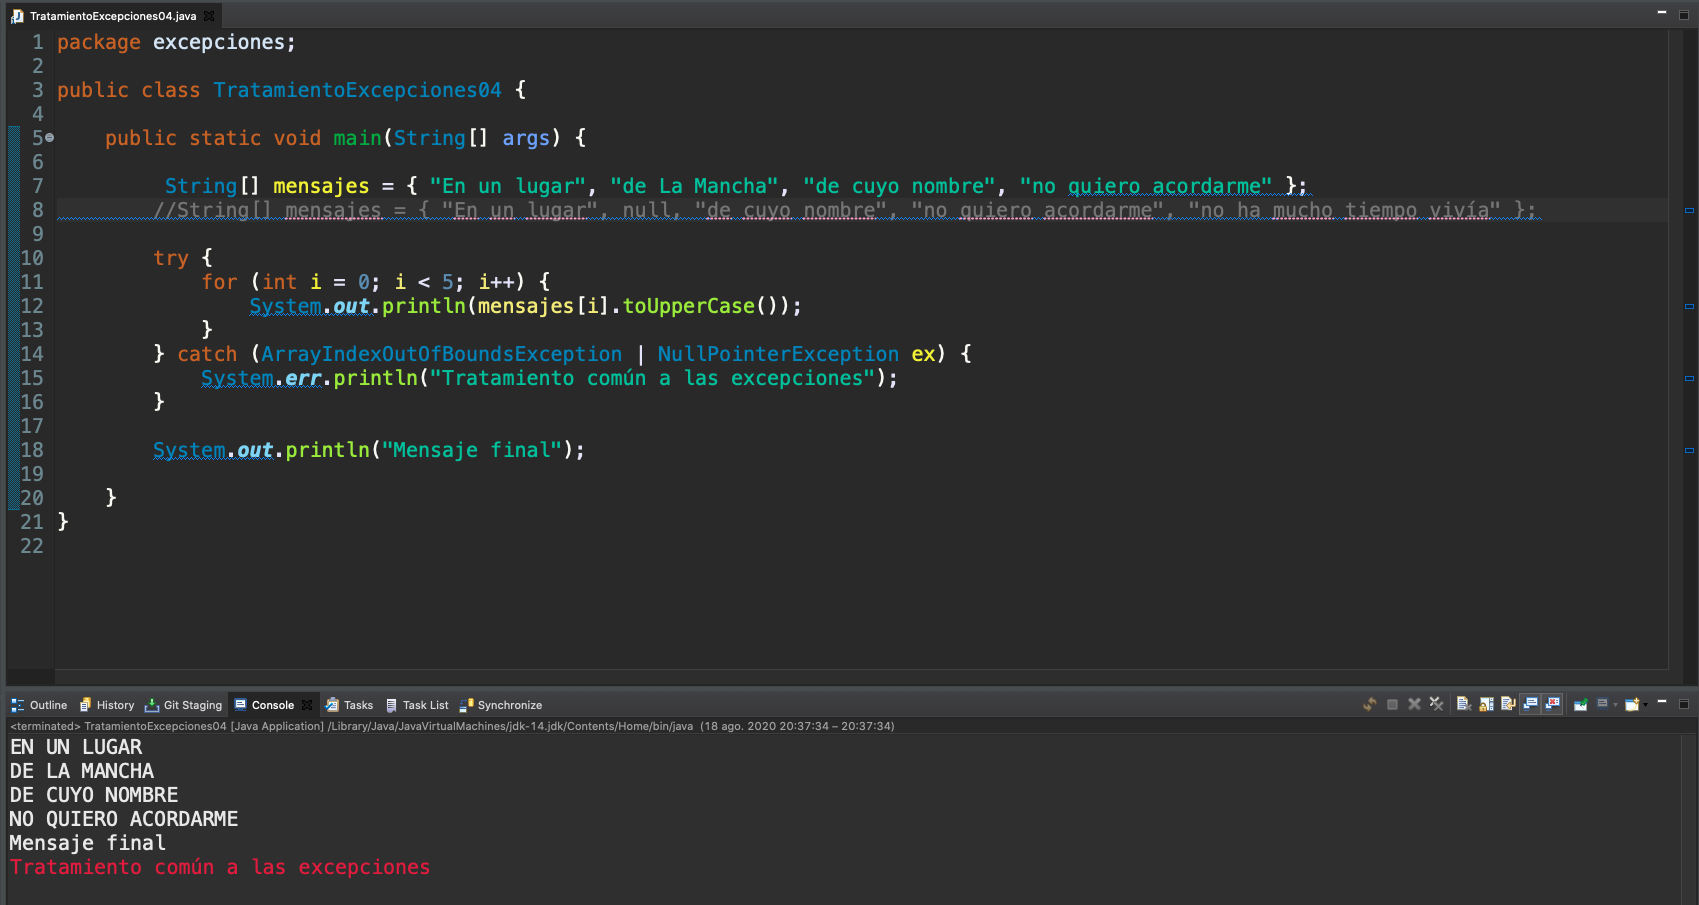 TratamientoExcepciones04.java
1 package excepciones;
2
3 public class TratamientoExcepciones04 {
4
5     public static void main(String[] args) {
6
7          String[] mensajes = { "En un lugar", "de La Mancha", "de cuyo nombre", "no quiero acordarme" };
8         //String[] mensajes = { "En un lugar", null, "de cuyo nombre", "no quiero acordarme", "no ha mucho tiempo vivía" };
9
10         try {
11             for (int i = 0; i < 5; i++) {
12                 System.out.println(mensajes[i].toUpperCase());
13             }
14         } catch (ArrayIndexOutOfBoundsException | NullPointerException ex) {
15             System.err.println("Tratamiento común a las excepciones");
16         }
17
18         System.out.println("Mensaje final");
19
20     }
21 }
22
Outline History Git Staging Console Tasks Task List Synchronize
<terminated> TratamientoExcepciones04 [Java Application] /Library/Java/JavaVirtualMachines/jdk-14.jdk/Contents/Home/bin/java (18 ago. 2020 20:37:34 – 20:37:34)
EN UN LUGAR
DE LA MANCHA
DE CUYO NOMBRE
NO QUIERO ACORDARME
Mensaje final
Tratamiento común a las excepciones